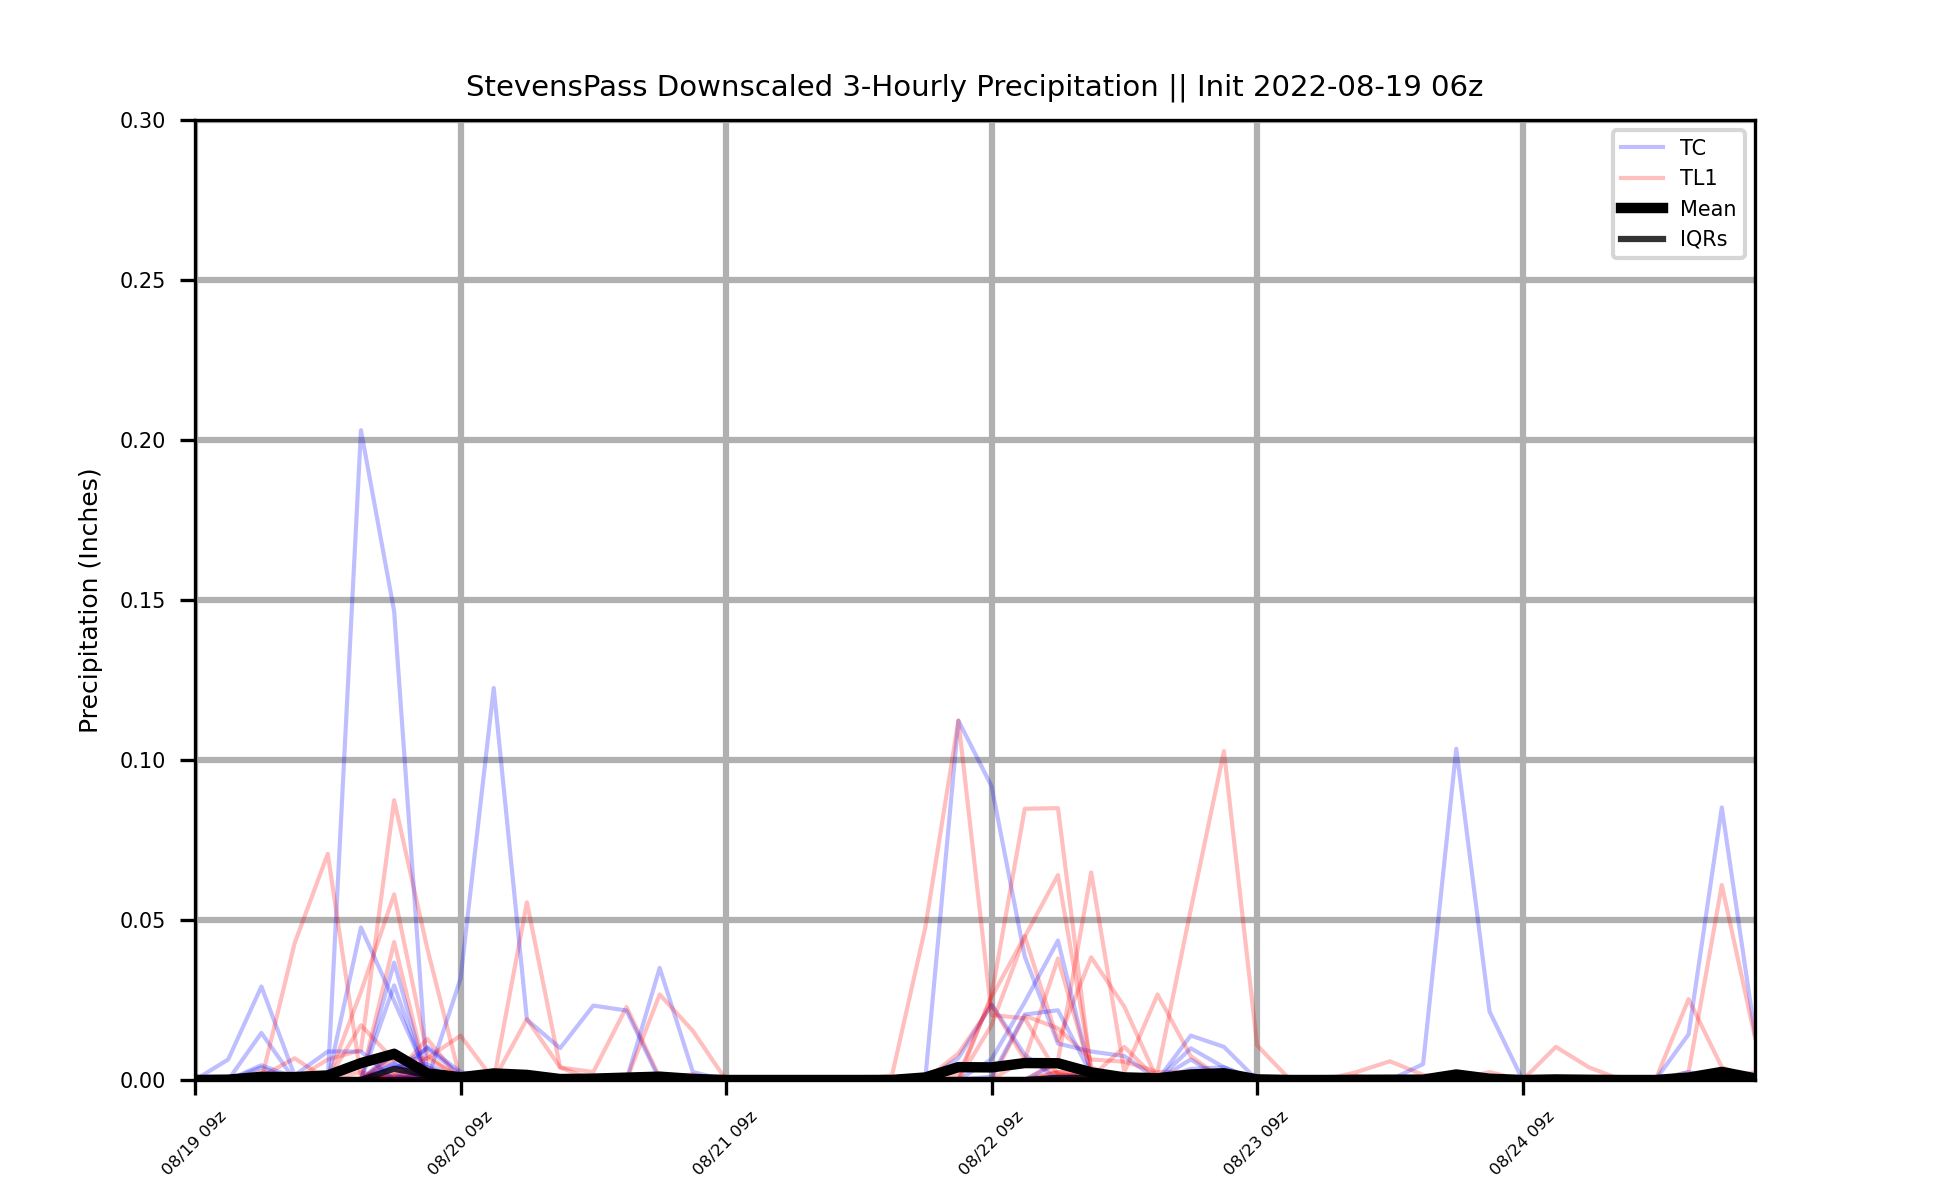 StevensPass Downscaled 3-Hourly Precipitation || Init 2022-08-19 06z
Precipitation (Inches)
0.30
0.25
0.20
0.15
0.10
0.05
0.00
TC
TL1
Mean
IQRs
08/19 09z
08/20 09z
08/21 09z
08/22 09z
08/23 09z
08/24 09z